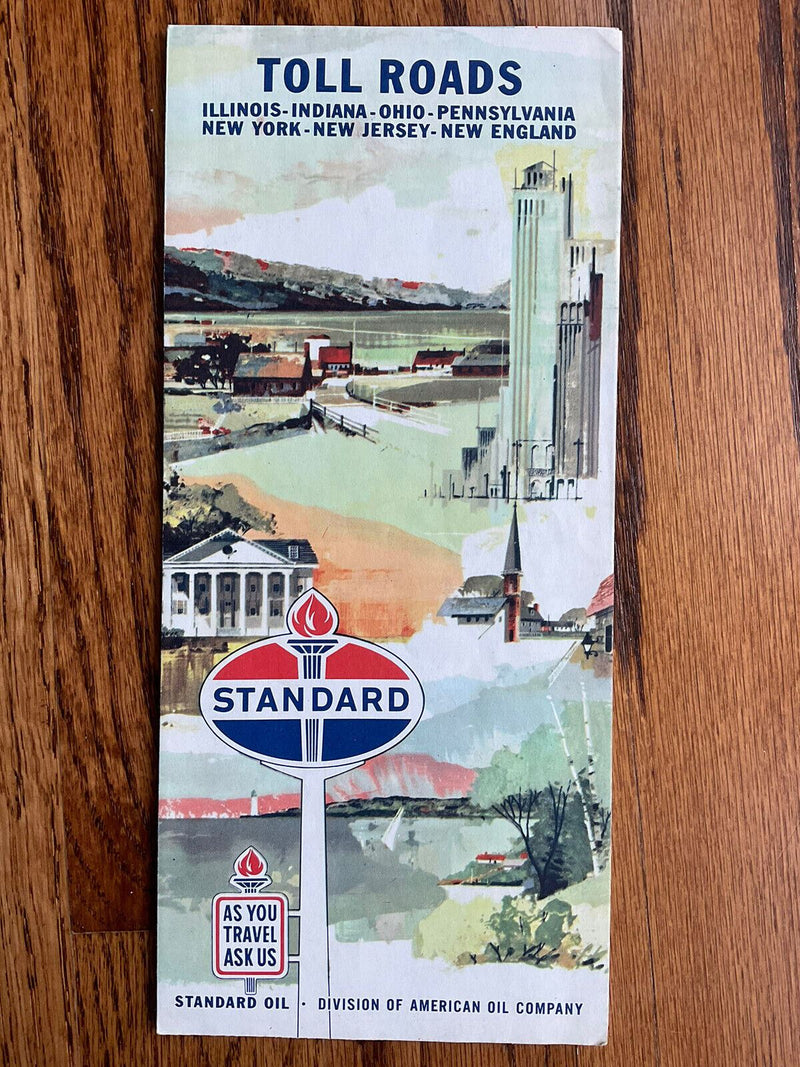 TOLL ROADS
ILLINOIS-INDIANA-OHIO-PENNSYLVANIA
NEW YORK-NEW JERSEY-NEW ENGLAND
STANDARD
AS YOU
TRAVEL
ASK US
STANDARD OIL · DIVISION OF AMERICAN OIL COMPANY